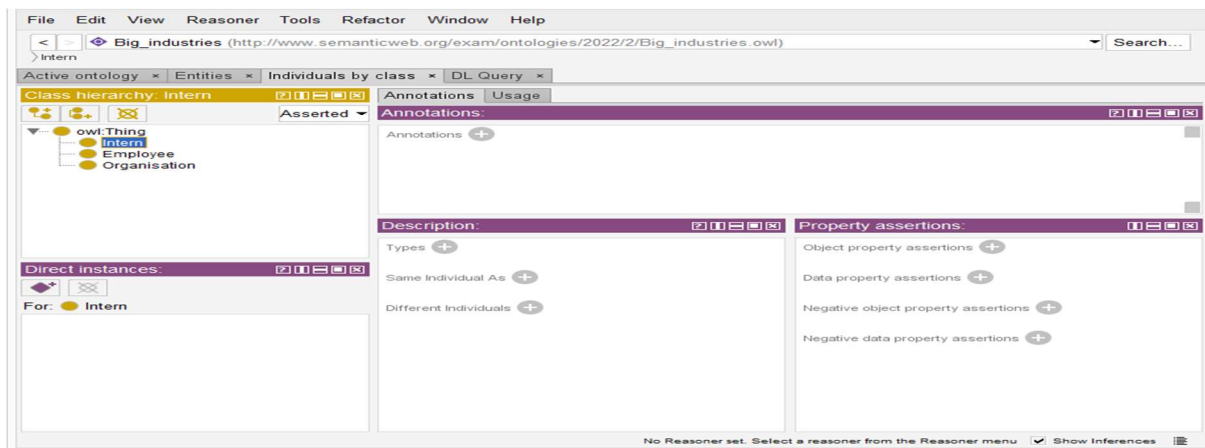 File Edit View Reasoner Tools Refactor Window Help
< > Big_industries (http://www.semanticweb.org/exam/ontologies/2022/2/Big_industries.owl) Search...
Intern
Active ontology × Entities × Individuals by class × DL Query ×
Class hierarchy: Intern
Asserted
owl:Thing
Intern
Employee
Organisation
Direct instances:
For: Intern
Annotations Usage
Annotations:
Annotations
Description:
Types
Same Individual As
Different Individuals
Property assertions:
Object property assertions
Data property assertions
Negative object property assertions
Negative data property assertions
No Reasoner set. Select a reasoner from the Reasoner menu Show Inferences